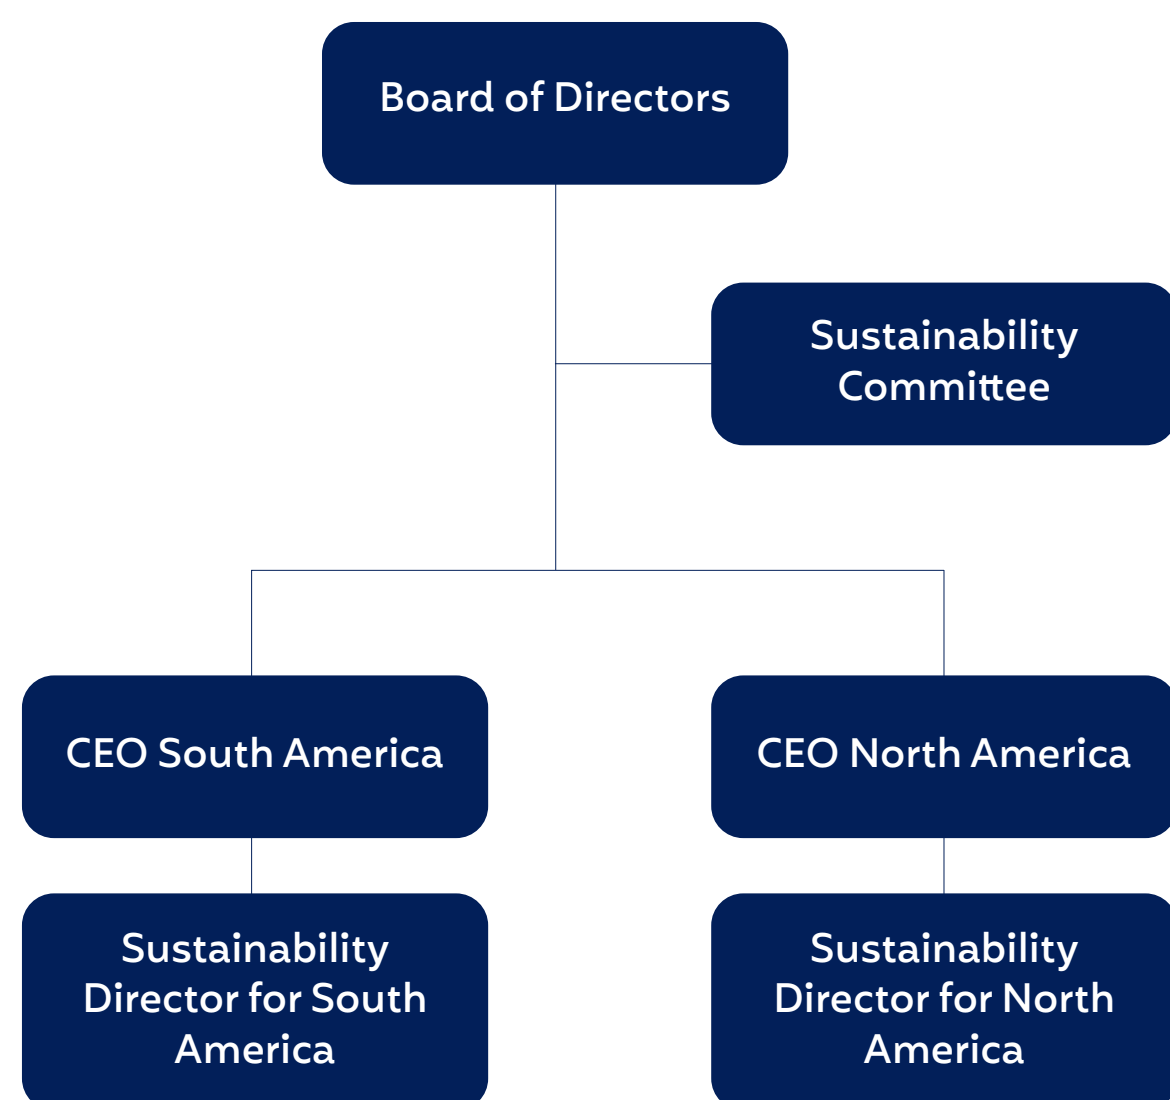 Board of Directors
Sustainability
Committee
CEO South America
CEO North America
Sustainability
Director for South
America
Sustainability
Director for North
America